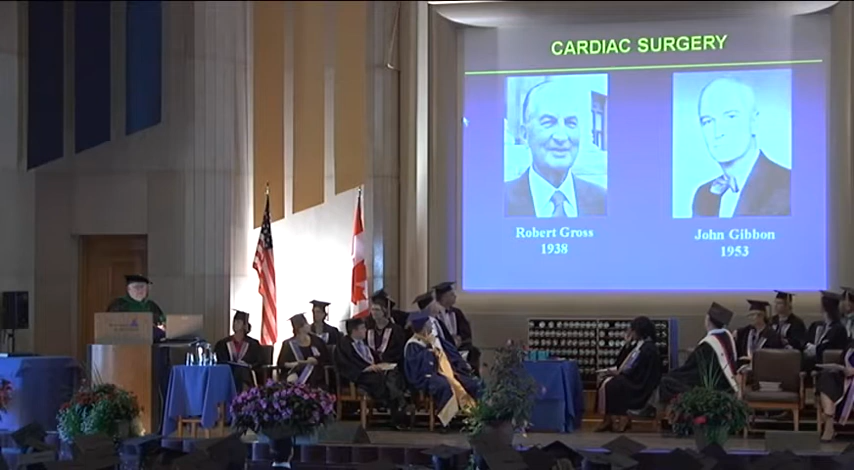 CARDIAC SURGERY
Robert Gross
1938
John Gibbon
1953